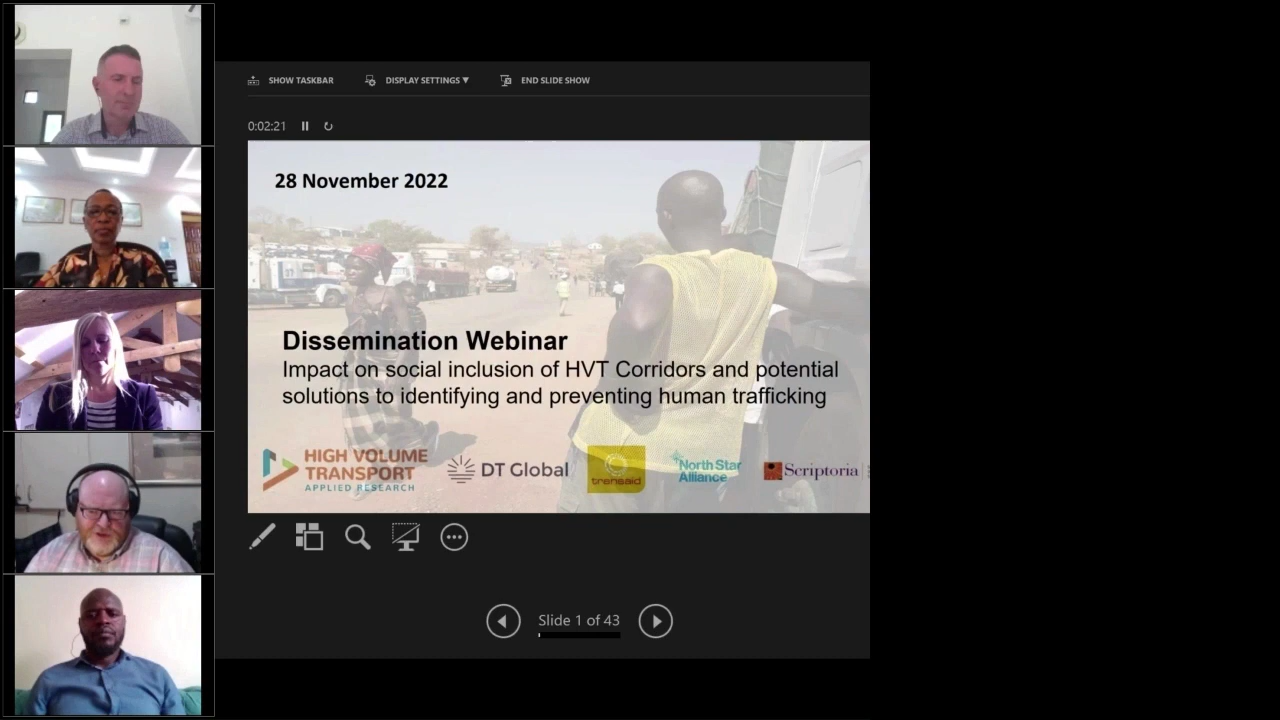 SHOW TASKBAR
DISPLAY SETTINGS ▼
END SLIDE SHOW
0:02:21
28 November 2022
Dissemination Webinar
Impact on social inclusion of HVT Corridors and potential
solutions to identifying and preventing human trafficking
HIGH VOLUME
TRANSPORT
APPLIED RESEARCH
DT Global
transaid
North Star
Alliance
Scriptoria
Slide 1 of 43